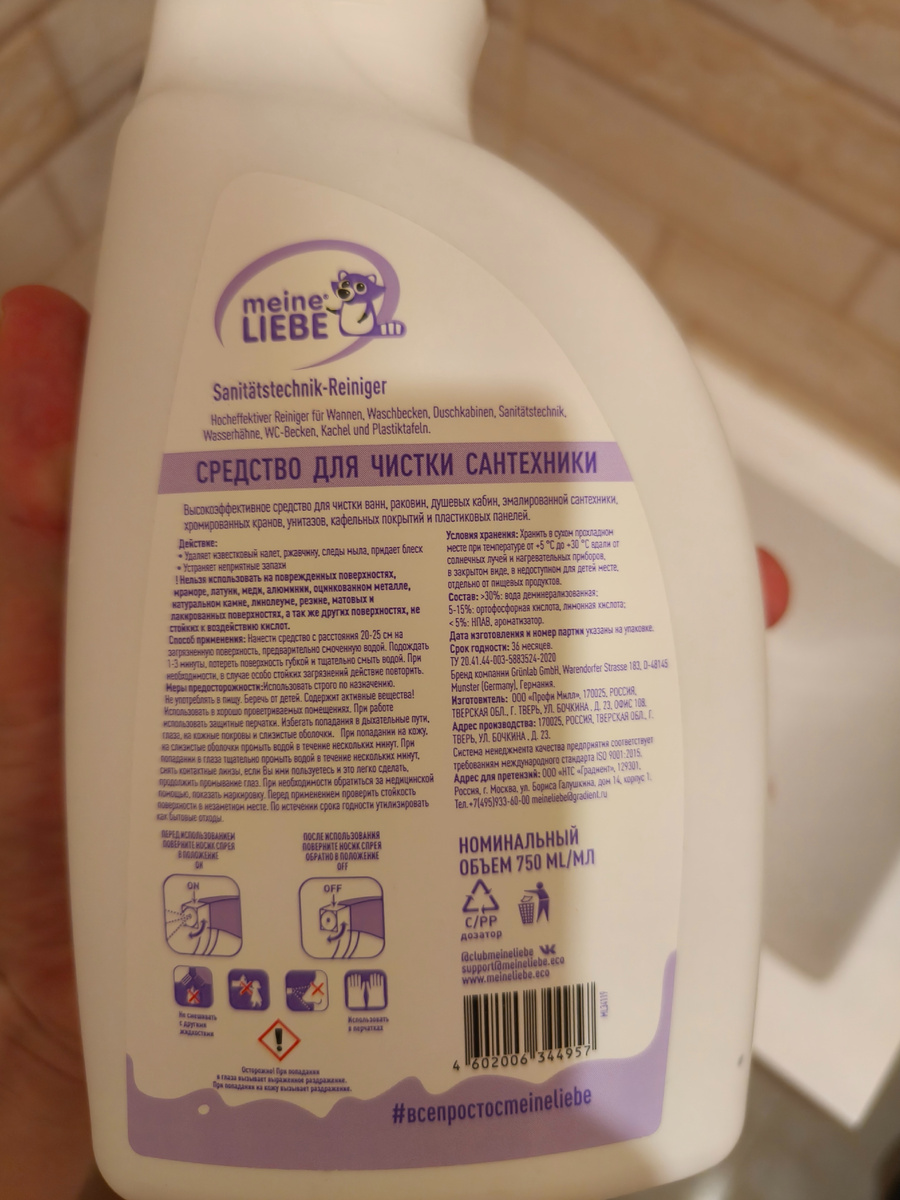 meine®
LIEBE
Sanitätstechnik-Reiniger
Hocheffektiver Reiniger für Wannen, Waschbecken, Duschkabinen, Sanitätstechnik,
Wasserhähne, WC-Becken, Kachel und Plastiktafeln.
СРЕДСТВО ДЛЯ ЧИСТКИ САНТЕХНИКИ
Высокоэффективное средство для чистки ванн, раковин, душевых кабин, эмалированной сантехники,
хромированных кранов, унитазов, кафельных покрытий и пластиковых панелей.
Действие:
• Удаляет известковый налет, ржавчину, следы мыла, придает блеск
• Устраняет неприятные запахи
! Нельзя использовать на поврежденных поверхностях,
мраморе, латуни, меди, алюминии, оцинкованном металле,
натуральном камне, линолеуме, резине, матовых и
лакированных поверхностях, а так же других поверхностях, не
стойких к воздействию кислот.
Способ применения: Нанести средство с расстояния 20-25 см на
загрязненную поверхность, предварительно смоченную водой. Подождать
1-3 минуты, потереть поверхность губкой и тщательно смыть водой. При
необходимости, в случае особо стойких загрязнений действие повторить.
Меры предосторожности:Использовать строго по назначению.
Не употреблять в пищу. Беречь от детей. Содержит активные вещества!
Использовать в хорошо проветриваемых помещениях. При работе
использовать защитные перчатки. Избегать попадания в дыхательные пути,
глаза, на кожные покровы и слизистые оболочки. При попадании на кожу,
на слизистые оболочки промыть водой в течение нескольких минут. При
попадании в глаза тщательно промыть водой в течение нескольких минут,
снять контактные линзы, если Вы ими пользуетесь и это легко сделать,
продолжить промывание глаз. При необходимости обратиться за медицинской
помощью, показать маркировку. Перед применением проверить стойкость
поверхности в незаметном месте. По истечении срока годности утилизировать
как бытовые отходы.
Условия хранения: Хранить в сухом прохладном
месте при температуре от +5 °C до +30 °C вдали от
солнечных лучей и нагревательных приборов,
в закрытом виде, в недоступном для детей месте,
отдельно от пищевых продуктов.
Состав: >30%: вода деминерализованная;
5-15%: ортофосфорная кислота, лимонная кислота;
< 5%: НПАВ, ароматизатор.
Дата изготовления и номер партии указаны на упаковке.
Срок годности: 36 месяцев.
ТУ 20.41.44-003-5883524-2020
Бренд компании Grünlab GmbH, Warendorfer Strasse 183, D-48145
Munster (Germany), Германия.
Изготовитель: ООО «Профи Милл», 170025, РОССИЯ,
ТВЕРСКАЯ ОБЛ., Г. ТВЕРЬ, УЛ. БОЧКИНА , Д. 23, ОФИС 10В.
Адрес производства: 170025, РОССИЯ, ТВЕРСКАЯ ОБЛ., Г.
ТВЕРЬ, УЛ. БОЧКИНА , Д. 23.
Система менеджмента качества предприятия соответствует
требованиям международного стандарта ISO 9001:2015.
Адрес для претензий: ООО «НТС «Градиент», 129301,
Россия, г. Москва, ул. Бориса Галушкина, дом 14, корпус 1.
Тел.+7(495)933-60-00 meineliebe@gradient.ru
ПЕРЕД ИСПОЛЬЗОВАНИЕМ
ПОВЕРНИТЕ НОСИК СПРЕЯ
В ПОЛОЖЕНИЕ
ON
ПОСЛЕ ИСПОЛЬЗОВАНИЯ
ПОВЕРНИТЕ НОСИК СПРЕЯ
ОБРАТНО В ПОЛОЖЕНИЕ
OFF
ON
OFF
НОМИНАЛЬНЫЙ
ОБЪЕМ 750 ML/МЛ
C/PP
дозатор
@clubmeineliebe
support@meineliebe.eco
www.meineliebe.eco
Не смешивать
с другими
жидкостями
Использовать
в перчатках
Осторожно! При попадании
в глаза вызывает выраженное раздражение.
При попадании на кожу вызывает раздражение.
4 602006 344957
#всепростоcmeineliebe